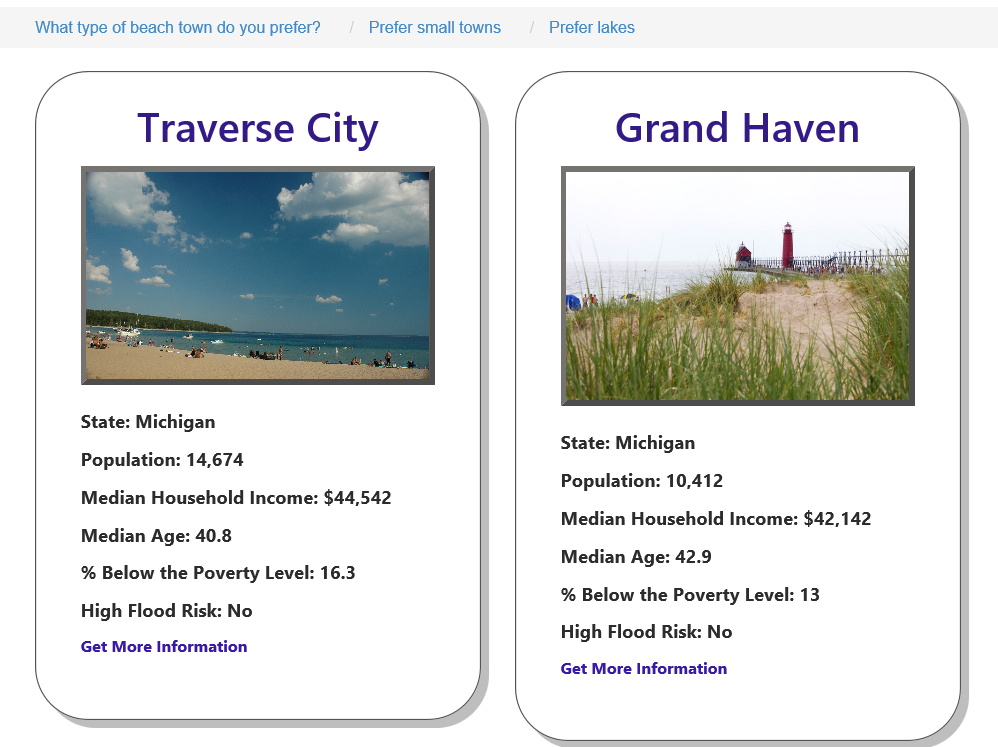 What type of beach town do you prefer? / Prefer small towns / Prefer lakes
Traverse City
State: Michigan
Population: 14,674
Median Household Income: $44,542
Median Age: 40.8
% Below the Poverty Level: 16.3
High Flood Risk: No
Get More Information
Grand Haven
State: Michigan
Population: 10,412
Median Household Income: $42,142
Median Age: 42.9
% Below the Poverty Level: 13
High Flood Risk: No
Get More Information